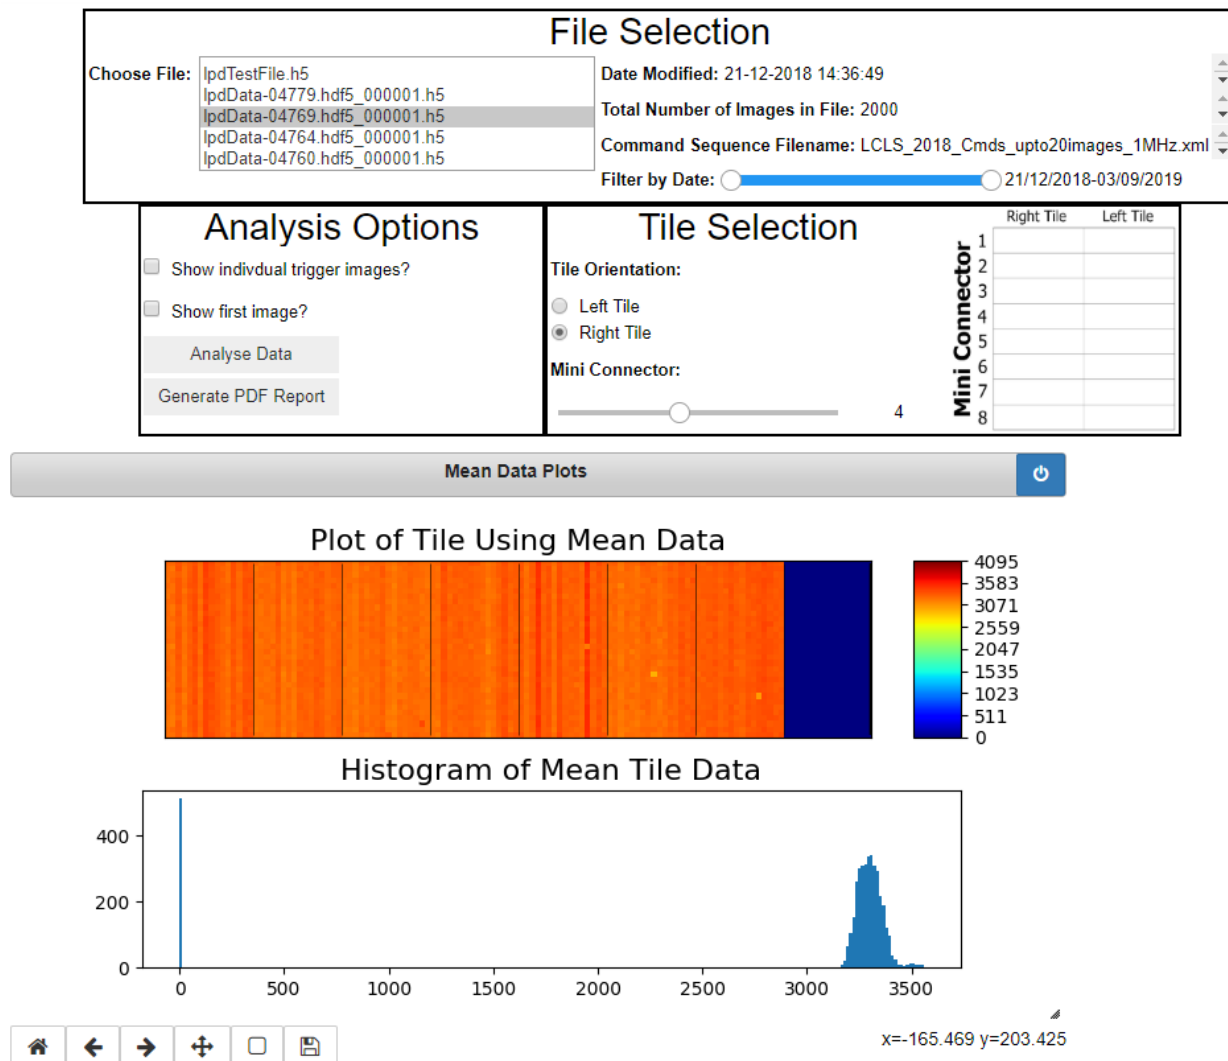 File Selection
Choose File:
lpdTestFile.h5
lpdData-04779.hdf5_000001.h5
lpdData-04769.hdf5_000001.h5
lpdData-04764.hdf5_000001.h5
lpdData-04760.hdf5_000001.h5
Date Modified: 21-12-2018 14:36:49
Total Number of Images in File: 2000
Command Sequence Filename: LCLS_2018_Cmds_upto20images_1MHz.xml
Filter by Date: 21/12/2018-03/09/2019
Analysis Options
Show indivdual trigger images?
Show first image?
Analyse Data
Generate PDF Report
Tile Selection
Tile Orientation:
Left Tile
Right Tile
Mini Connector:
4
Right Tile Left Tile
Mini Connector
1
2
3
4
5
6
7
8
Mean Data Plots
Plot of Tile Using Mean Data
4095
3583
3071
2559
2047
1535
1023
511
0
Histogram of Mean Tile Data
400
200
0
0 500 1000 1500 2000 2500 3000 3500
x=-165.469 y=203.425